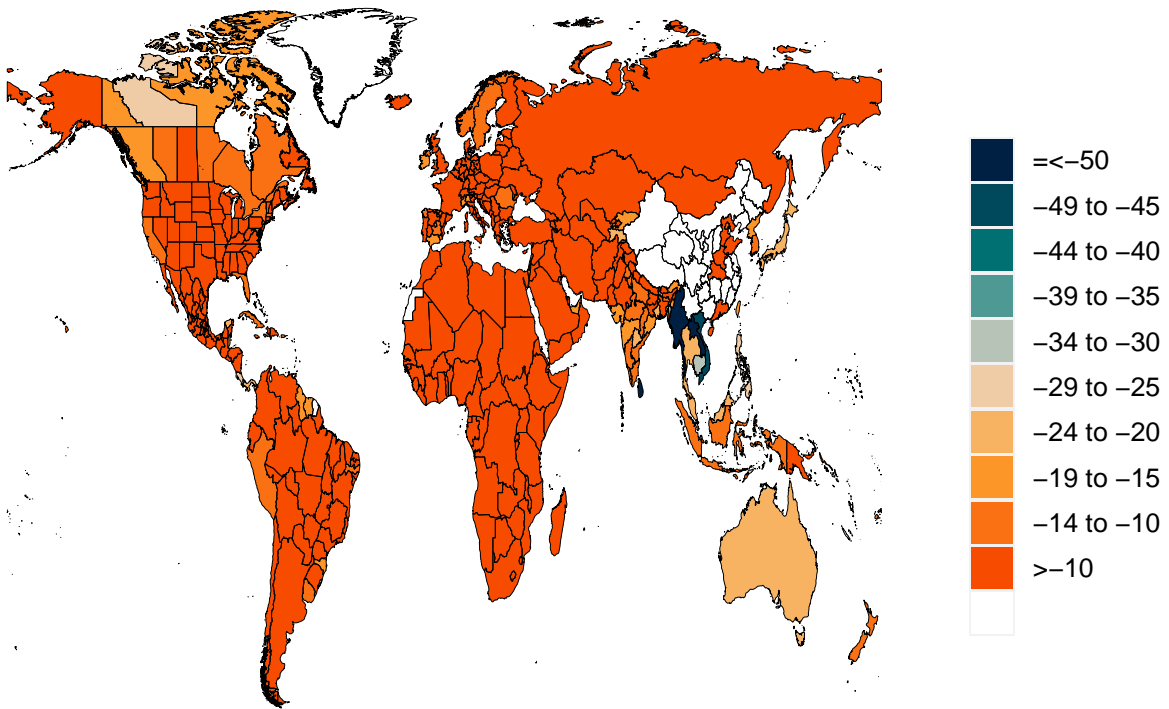 =<−50
−49 to −45
−44 to −40
−39 to −35
−34 to −30
−29 to −25
−24 to −20
−19 to −15
−14 to −10
>−10